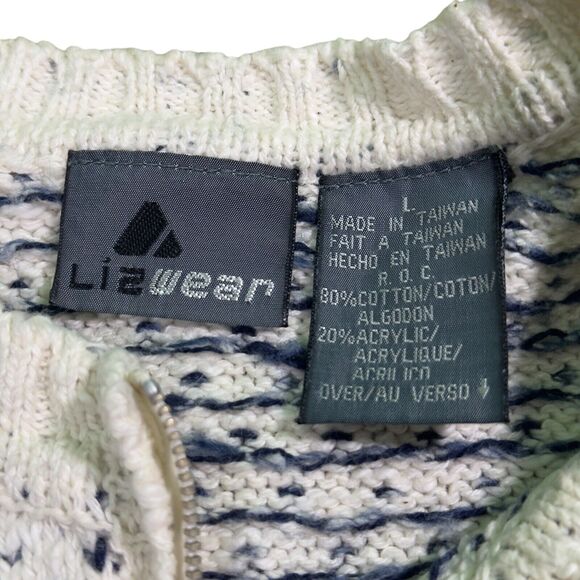 Lizwear
L
MADE IN TAIWAN
FAIT A TAIWAN
HECHO EN TAIWAN
R.O.C.
80%COTTON/COTON/
ALGODON
20%ACRYLIC/
ACRYLIQUE/
ACRILICO
OVER/AU VERSO